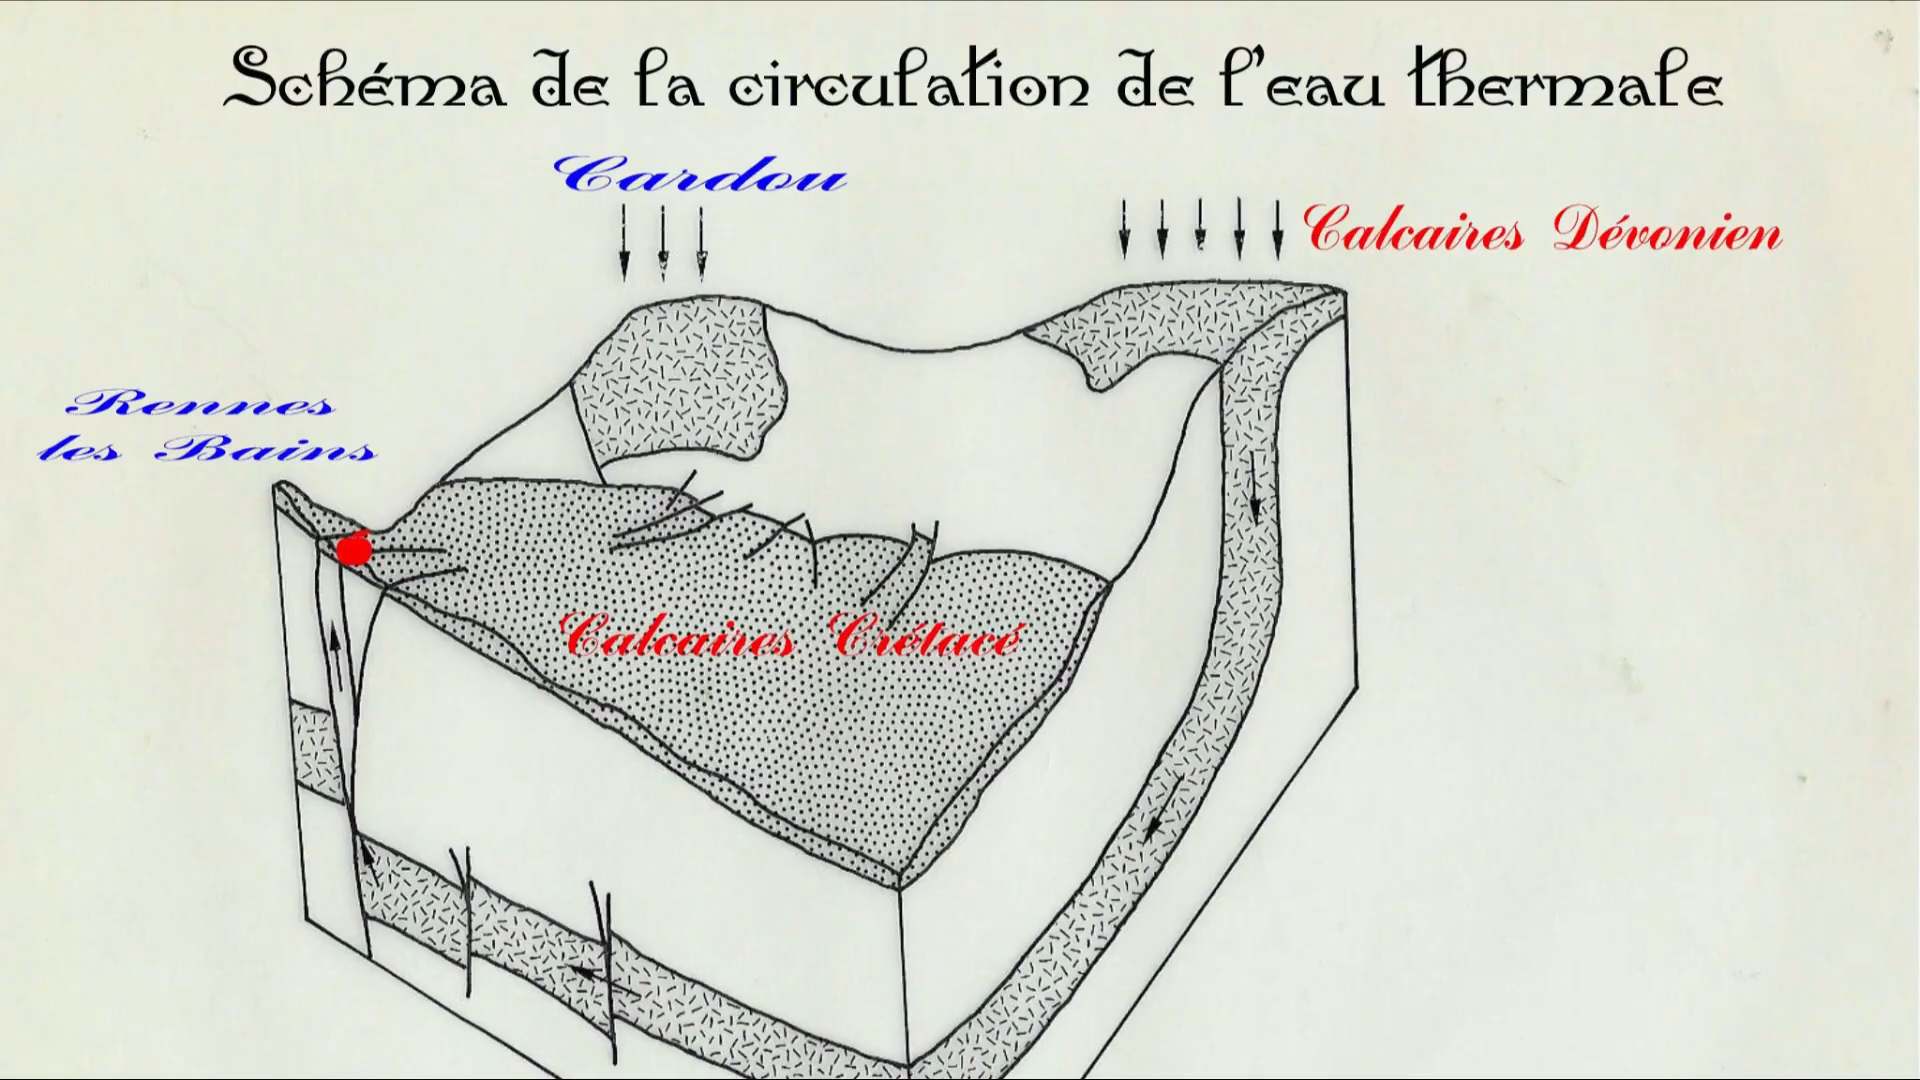 Schéma de la circulation de l'eau thermale
Cardou
Calcaires Dévonien
Rennes
les Bains
Calcaires Crétacé